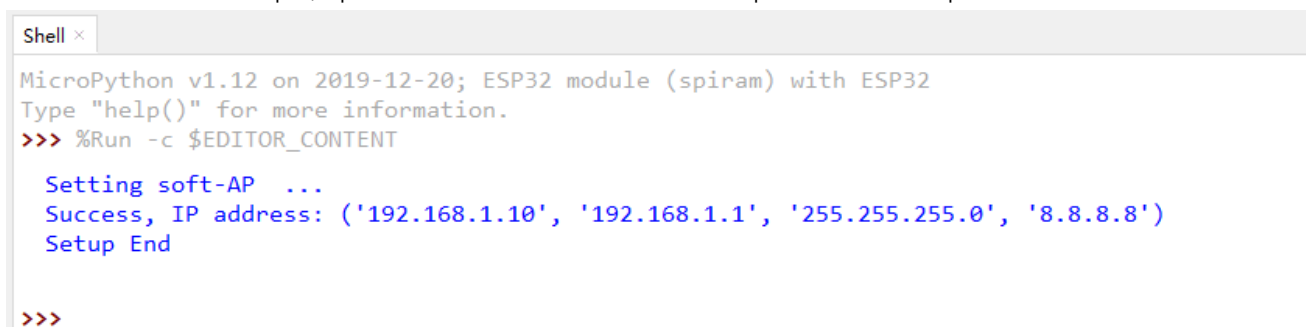 Shell ×
MicroPython v1.12 on 2019-12-20; ESP32 module (spiram) with ESP32
Type "help()" for more information.
>>> %Run -c $EDITOR_CONTENT
Setting soft-AP  ...
Success, IP address: ('192.168.1.10', '192.168.1.1', '255.255.255.0', '8.8.8.8')
Setup End
>>>